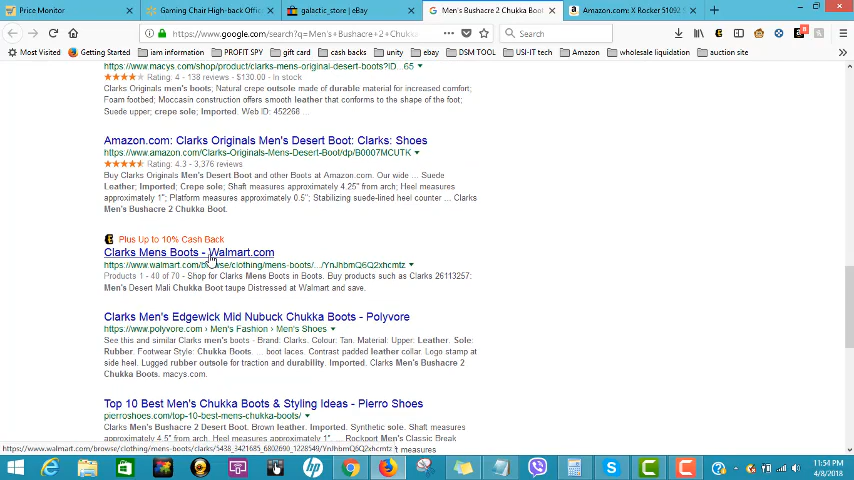 Price Monitor
Gaming Chair High-back Offic
galactic_store | eBay
Men's Bushacre 2 Chukka Boo
Amazon.com: X Rocker 51092 S
https://www.google.com/search?q=Men's+Bushacre+2+Chukka
Search
Most Visited
Getting Started
iam information
PROFIT SPY
gift card
cash backs
unity
ebay
DSM TOOL
USI-IT tech
Amazon
wholesale liquidation
auction site
https://www.macys.com/shop/product/clarks-mens-original-desert-boots?ID...65
Rating: 4 - 138 reviews - $130.00 - In stock
Clarks Originals men's boots; Natural crepe outsole made of durable material for increased comfort;
Foam footbed; Moccasin construction offers smooth leather that conforms to the shape of the foot;
Suede upper; crepe sole; Imported. Web ID: 452268 ...
Amazon.com: Clarks Originals Men's Desert Boot: Clarks: Shoes
https://www.amazon.com/Clarks-Originals-Mens-Desert-Boot/dp/B0007MCUTK
Rating: 4.3 - 3,376 reviews
Buy Clarks Originals Men's Desert Boot and other Boots at Amazon.com. Our wide ... Suede
Leather; Imported; Crepe sole; Shaft measures approximately 4.25" from arch; Heel measures
approximately 1"; Platform measures approximately 0.5"; Stabilizing suede-lined heel counter ... Clarks
Men's Bushacre 2 Chukka Boot.
Plus Up to 10% Cash Back
Clarks Mens Boots - Walmart.com
https://www.walmart.com/browse/clothing/mens-boots/.../YnJhbmQ6Q2xhcmtz
Products 1 - 40 of 70 - Shop for Clarks Mens Boots in Boots. Buy products such as Clarks 26113257:
Men's Desert Mali Chukka Boot taupe Distressed at Walmart and save.
Clarks Men's Edgewick Mid Nubuck Chukka Boots - Polyvore
https://www.polyvore.com › Men's Fashion › Men's Shoes
See this and similar Clarks men's boots - Brand: Clarks. Colour: Tan. Material: Upper: Leather. Sole:
Rubber. Footwear Style: Chukka Boots. ... boot laces. Contrast padded leather collar. Logo stamp at
side heel. Lugged rubber outsole for traction and durability. Imported. Clarks Men's Bushacre 2
Chukka Boots. macys.com.
Top 10 Best Men's Chukka Boots & Styling Ideas - Pierro Shoes
pierroshoes.com/top-10-best-mens-chukka-boots/
Clarks Men's Bushacre 2 Desert Boot. Brown leather. Imported. Synthetic sole. Shaft measures
approximately 4.5" from arch. Heel measures approximately 1" ... Rockport Men's Classic Break
https://www.walmart.com/browse/clothing/mens-boots/clarks/5438_3421685_6802690_1228549/YnJhbmQ6Q2xhcmtz
measures
11:54 PM
4/8/2018